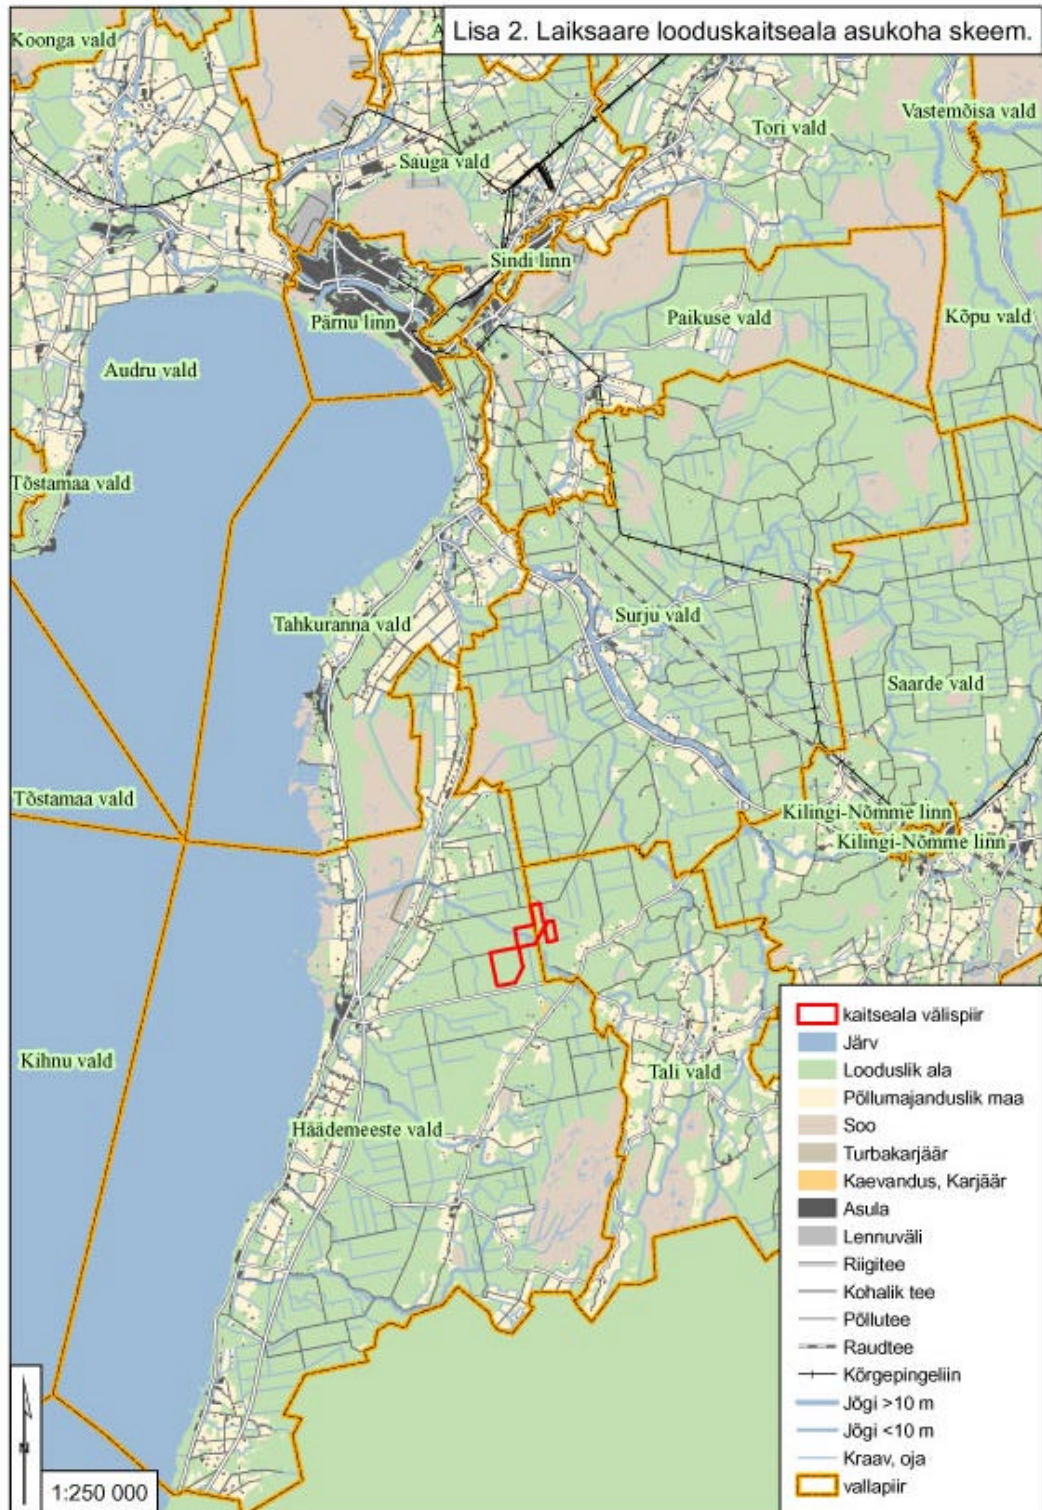 Lisa 2. Laiksaare looduskaitseala asukoha skeem.
Koonga vald
A
Vastemõisa vald
Tori vald
Sauga vald
Sindi linn
Pärnu linn
Paikuse vald
Kõpu vald
Audru vald
Tõstamaa vald
Tahkuranna vald
Surju vald
Saarde vald
Tõstamaa vald
Kilingi-Nõmme linn
Kilingi-Nõmme linn
Kihnu vald
Tali vald
Häädemeeste vald
kaitseala välispiir
Järv
Looduslik ala
Põllumajanduslik maa
Soo
Turbakarjäär
Kaevandus, Karjäär
Asula
Lennuväli
Riigitee
Kohalik tee
Põllutee
Raudtee
Kõrgepingeliin
Jõgi >10 m
Jõgi <10 m
Kraav, oja
vallapiir
N
1:250 000